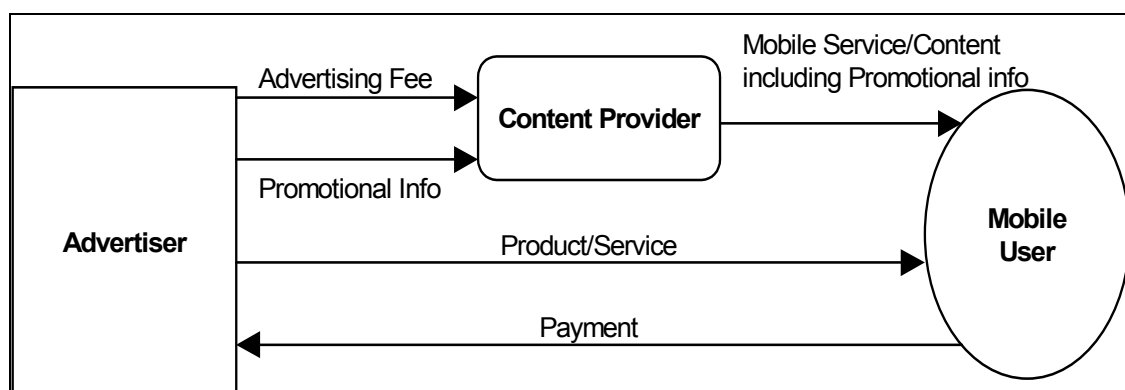 Mobile Service/Content
including Promotional info
Advertising Fee
Content Provider
Promotional Info
Advertiser
Product/Service
Mobile
User
Payment